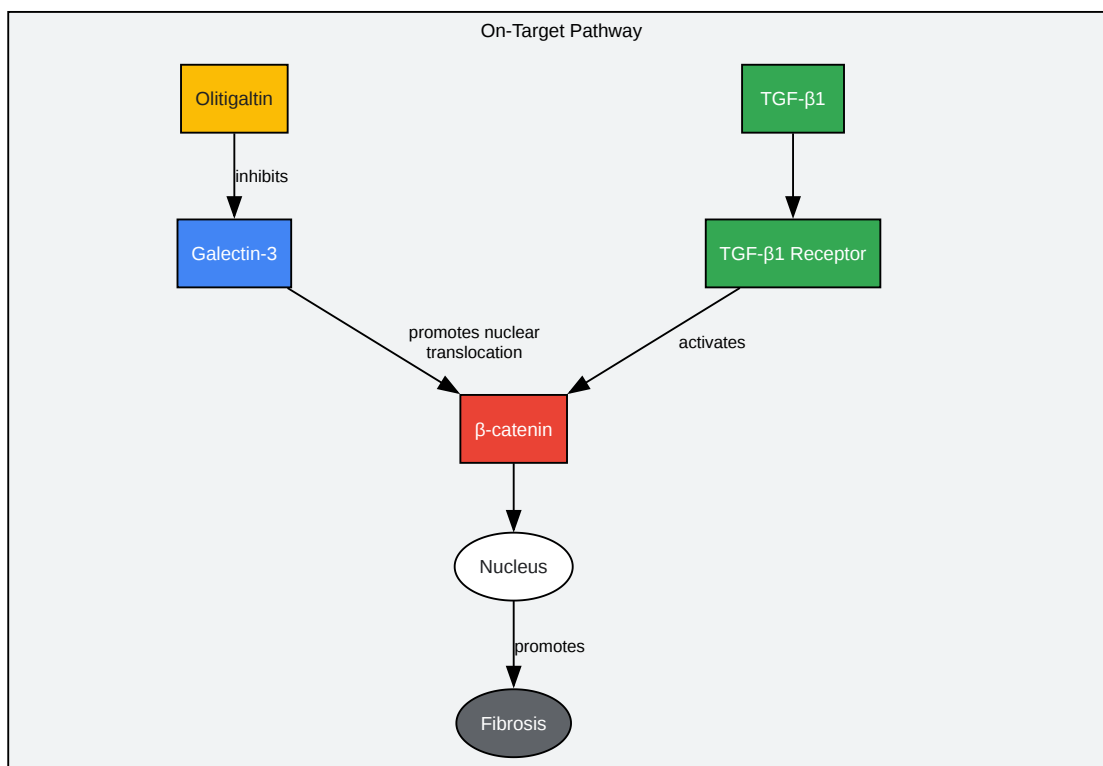 On-Target Pathway
Olitigaltin
TGF-β1
inhibits
Galectin-3
TGF-β1 Receptor
promotes nuclear
translocation
activates
β-catenin
Nucleus
promotes
Fibrosis